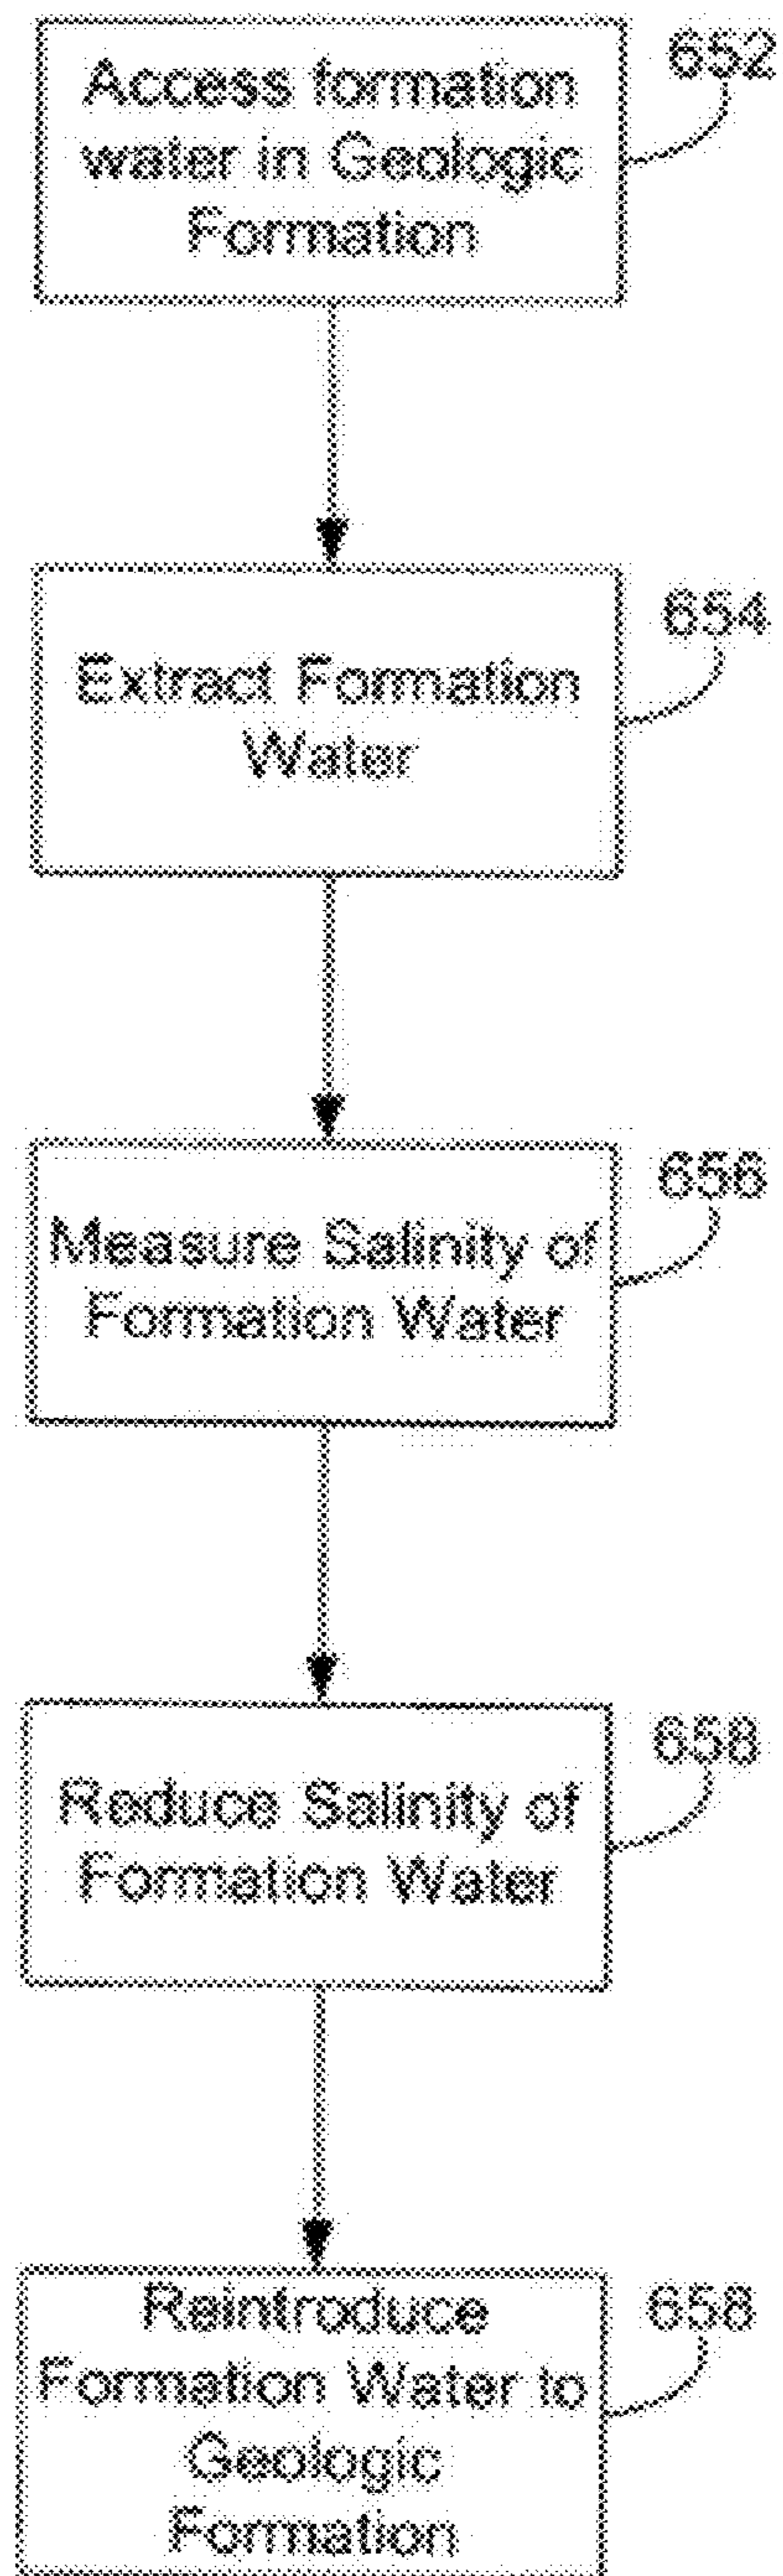 Access formation
water in Geologic
Formation
652
Extract Formation
Water
654
Measure Salinity of
Formation Water
656
Reduce Salinity of
Formation Water
658
Reintroduce
Formation Water to
Geologic
Formation
658